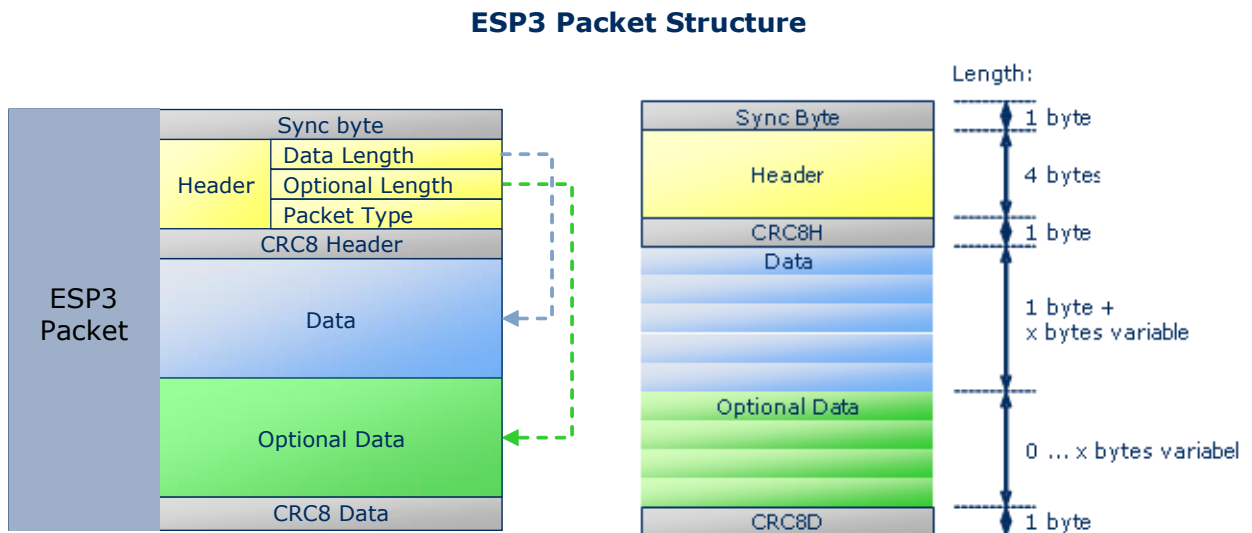 ESP3 Packet Structure
ESP3
Packet
Sync byte
Header
Data Length
Optional Length
Packet Type
CRC8 Header
Data
Optional Data
CRC8 Data
Length:
Sync Byte
1 byte
Header
4 bytes
CRC8H
1 byte
Data
1 byte +
x bytes variable
Optional Data
0 ... x bytes variabel
CRC8D
1 byte